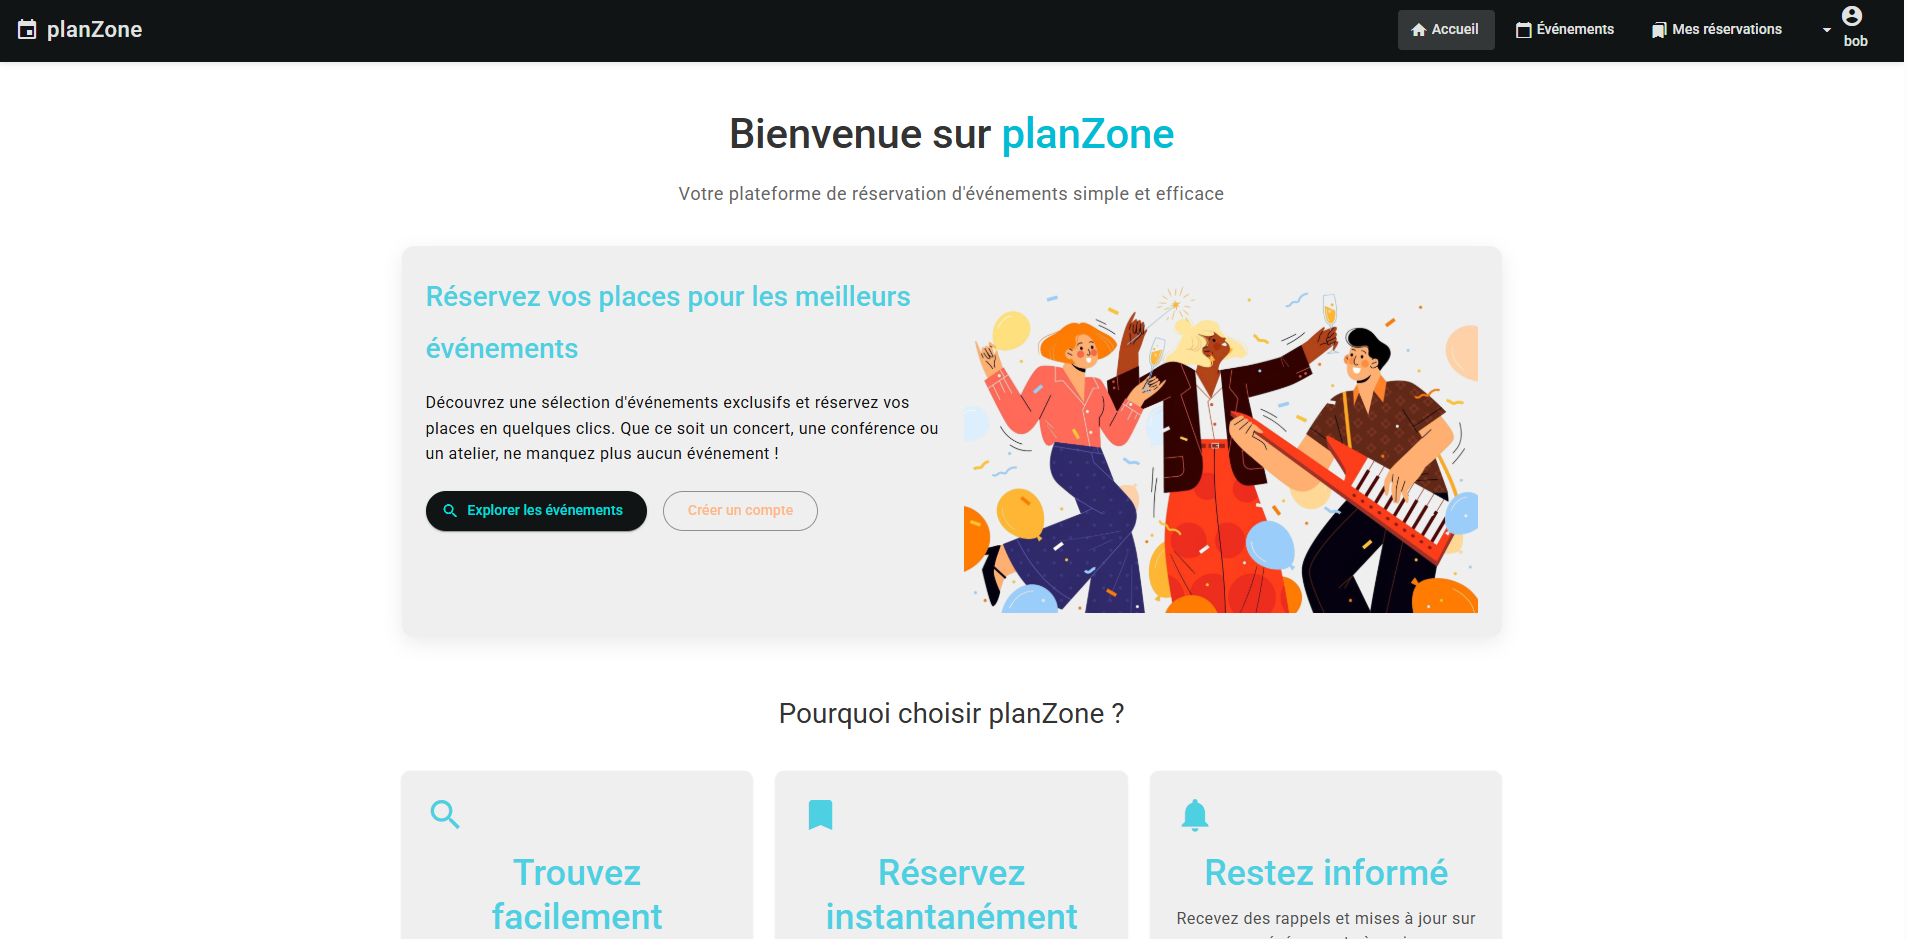 planZone
Accueil
Événements
Mes réservations
bob
Bienvenue sur planZone
Votre plateforme de réservation d'événements simple et efficace
Réservez vos places pour les meilleurs
événements
Découvrez une sélection d'événements exclusifs et réservez vos
places en quelques clics. Que ce soit un concert, une conférence ou
un atelier, ne manquez plus aucun événement !
Explorer les événements
Créer un compte
Pourquoi choisir planZone ?
Trouvez
facilement
Réservez
instantanément
Restez informé
Recevez des rappels et mises à jour sur